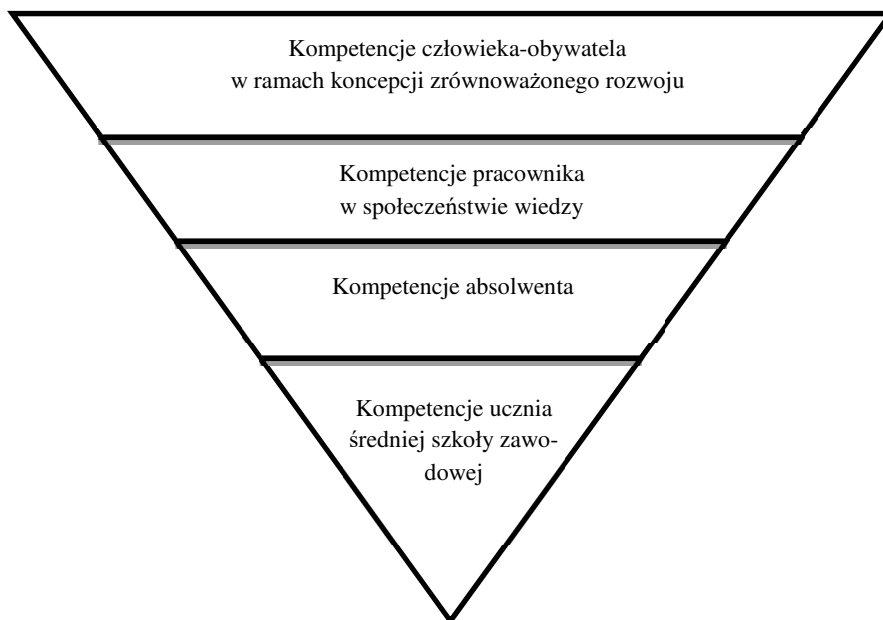 Kompetencje człowieka-obywatela
w ramach koncepcji zrównoważonego rozwoju
Kompetencje pracownika
w społeczeństwie wiedzy
Kompetencje absolwenta
Kompetencje ucznia
średniej szkoły zawo-
dowej